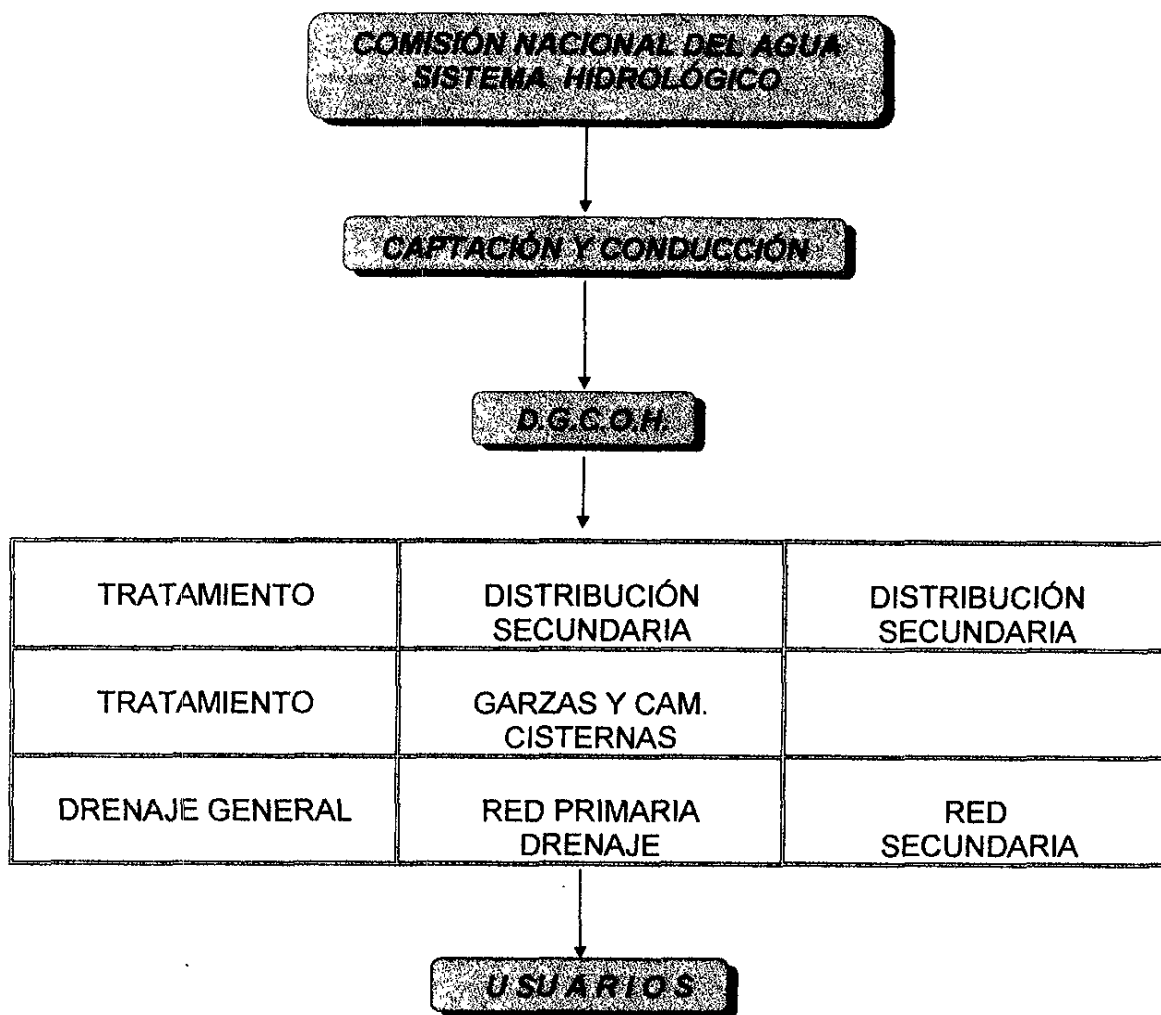 COMISIÓN NACIONAL DEL AGUA
SISTEMA HIDROLÓGICO
CAPTACIÓN Y CONDUCCIÓN
D.G.C.O.H.
TRATAMIENTO
DISTRIBUCIÓN
SECUNDARIA
DISTRIBUCIÓN
SECUNDARIA
TRATAMIENTO
GARZAS Y CAM.
CISTERNAS
DRENAJE GENERAL
RED PRIMARIA
DRENAJE
RED
SECUNDARIA
U S U A R I O S